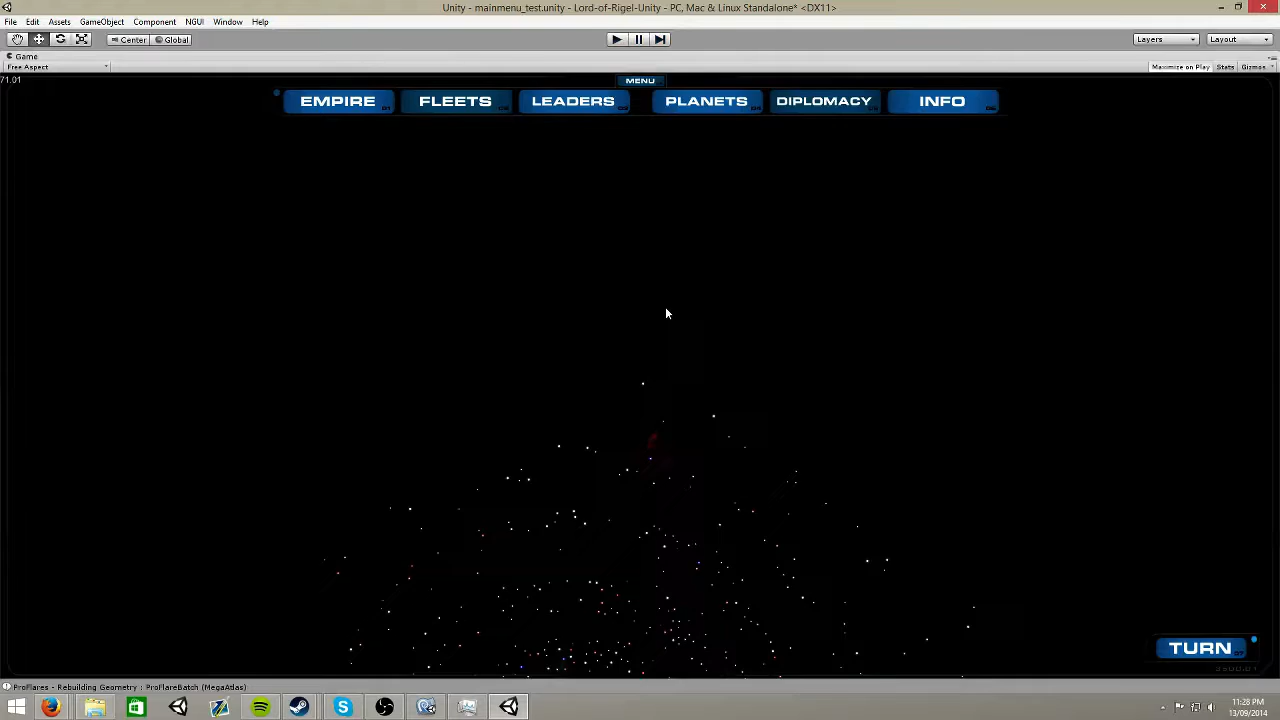 Unity - mainmenu_test.unity - Lord-of-Rigel-Unity - PC, Mac & Linux Standalone* <DX11>
File Edit Assets GameObject Component NGUI Window Help
Center Global Layers Layout
Game
Free Aspect Maximize on Play Stats Gizmos
71.01
MENU
EMPIRE FLEETS LEADERS PLANETS DIPLOMACY INFO
TURN
ProFlares - Rebuilding Geometry - ProFlareBatch (MegaAtlas)
11:28 PM
13/09/2014